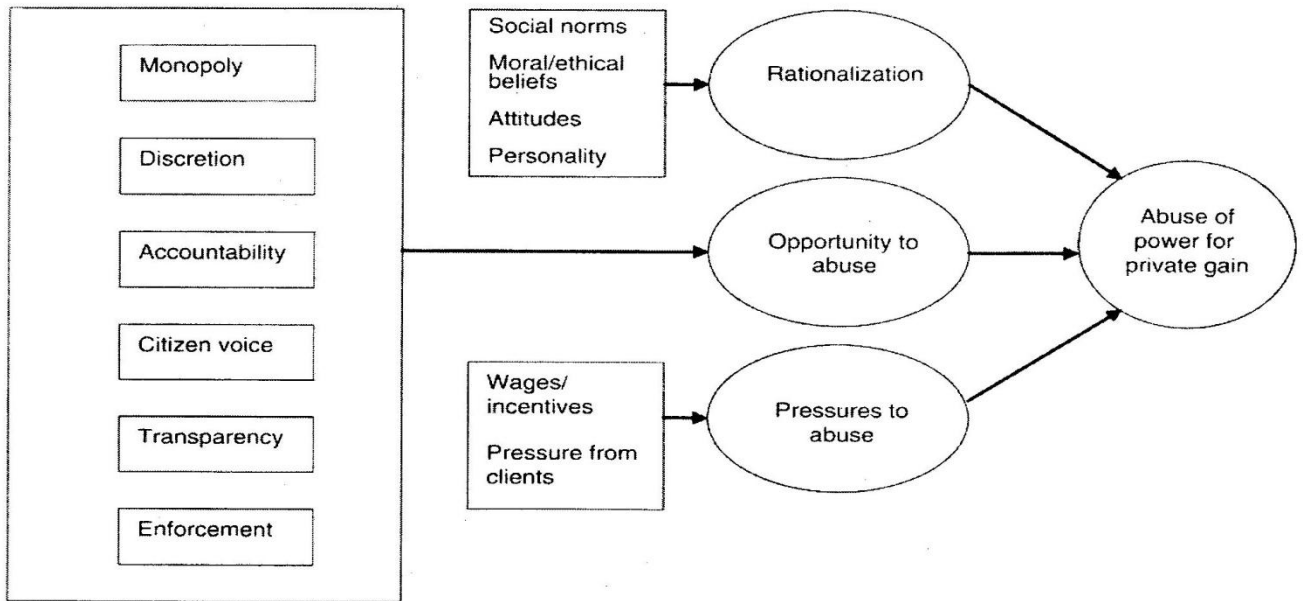 Monopoly
Discretion
Accountability
Citizen voice
Transparency
Enforcement
Social norms
Moral/ethical
beliefs
Attitudes
Personality
Wages/
incentives
Pressure from
clients
Rationalization
Opportunity to
abuse
Pressures to
abuse
Abuse of
power for
private gain